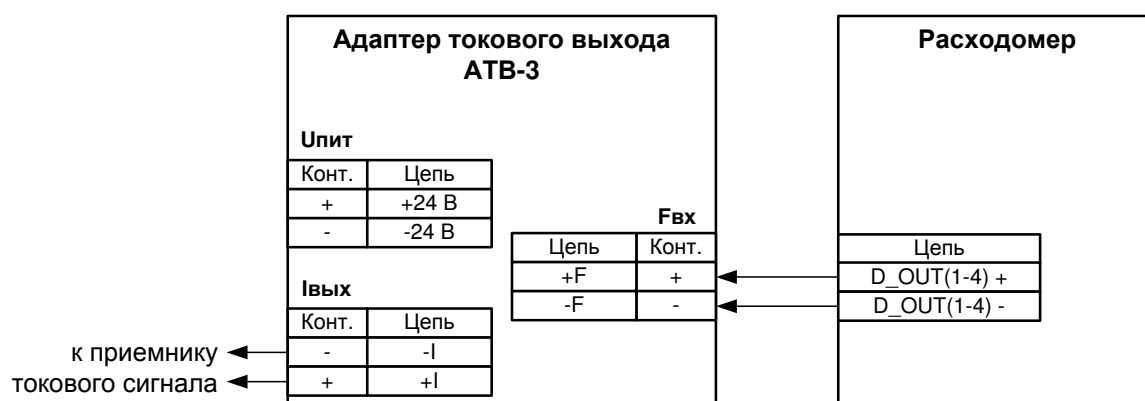 Адаптер токового выхода
АТВ-3
Расходомер
Uпит
Конт. Цепь
+ +24 В
- -24 В
Fвх
Цепь Конт.
+F +
-F -
Цепь
D_OUT(1-4) +
D_OUT(1-4) -
Iвых
Конт. Цепь
- -I
+ +I
к приемнику
токового сигнала